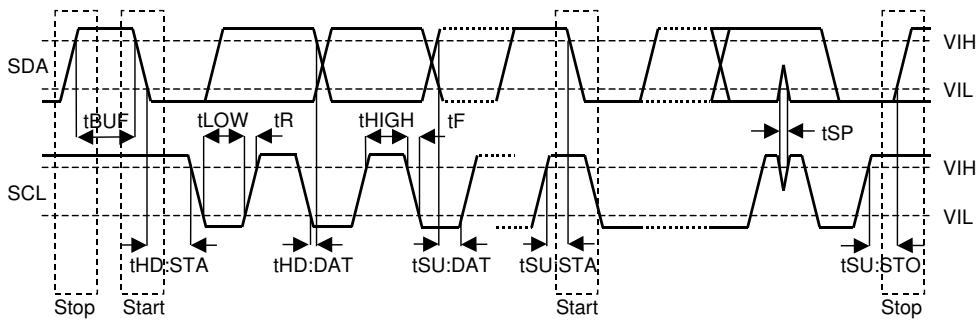 VIH
SDA
VIL
tBUF tLOW tR tHIGH tF tSP
VIH
SCL
VIL
tHD:STA tHD:DAT tSU:DAT tSU:STA tSU:STO
Stop Start Start Stop